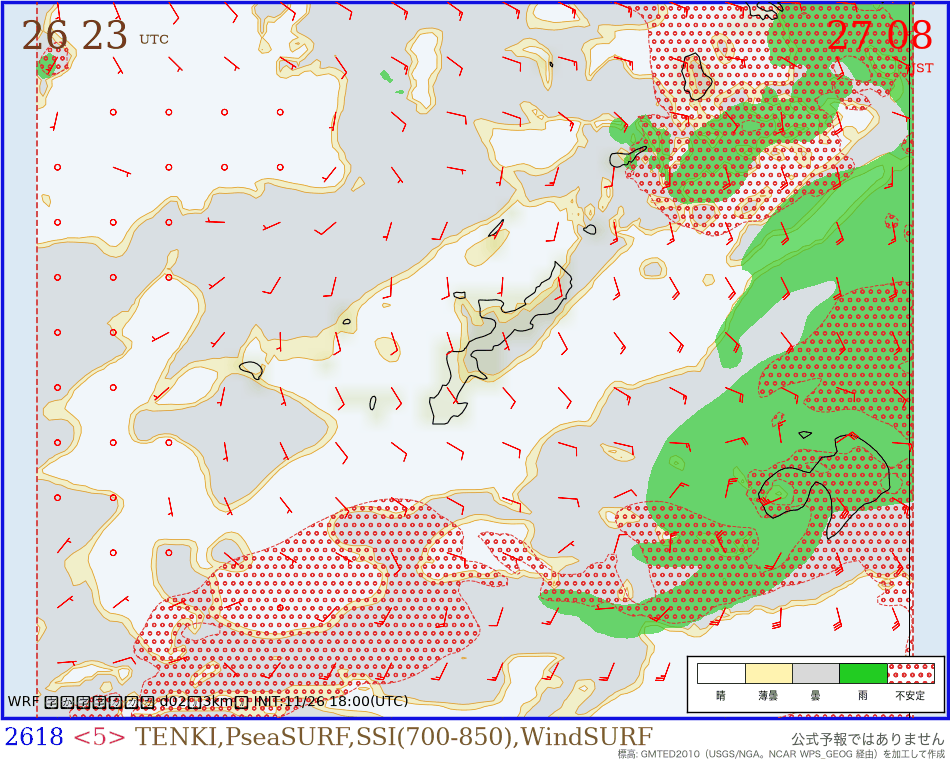 26 23 UTC
27 08
JST
晴 薄曇 曇 雨 不安定
WRF d02 3km INIT:11/26 18:00(UTC)
2618 <5> TENKI,PseaSURF,SSI(700-850),WindSURF
公式予報ではありません
標高: GMTED2010（USGS/NGA。NCAR WPS_GEOG 経由）を加工して作成